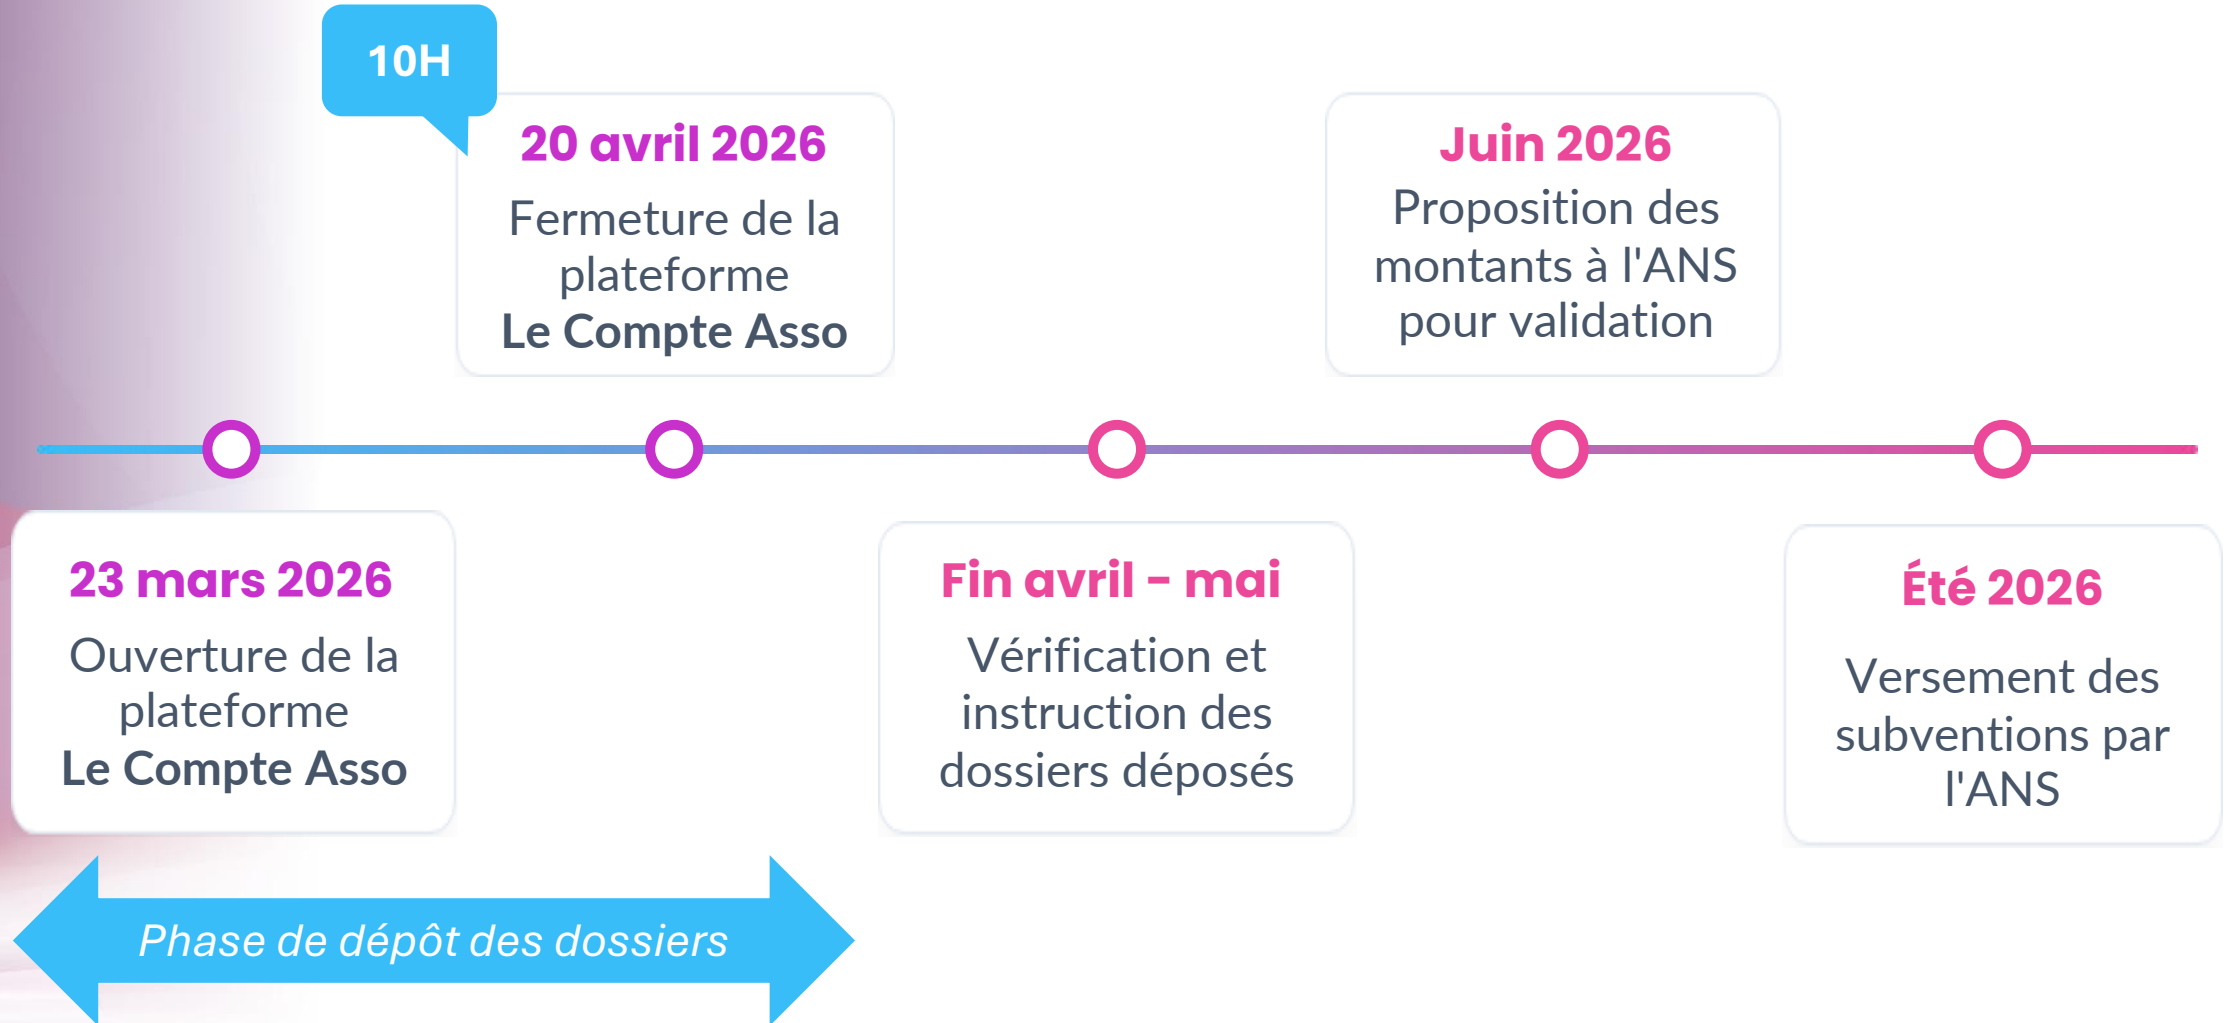 10H
20 avril 2026
Fermeture de la
plateforme
Le Compte Asso
Juin 2026
Proposition des
montants à l'ANS
pour validation
23 mars 2026
Ouverture de la
plateforme
Le Compte Asso
Fin avril - mai
Vérification et
instruction des
dossiers déposés
Été 2026
Versement des
subventions par
l'ANS
Phase de dépôt des dossiers